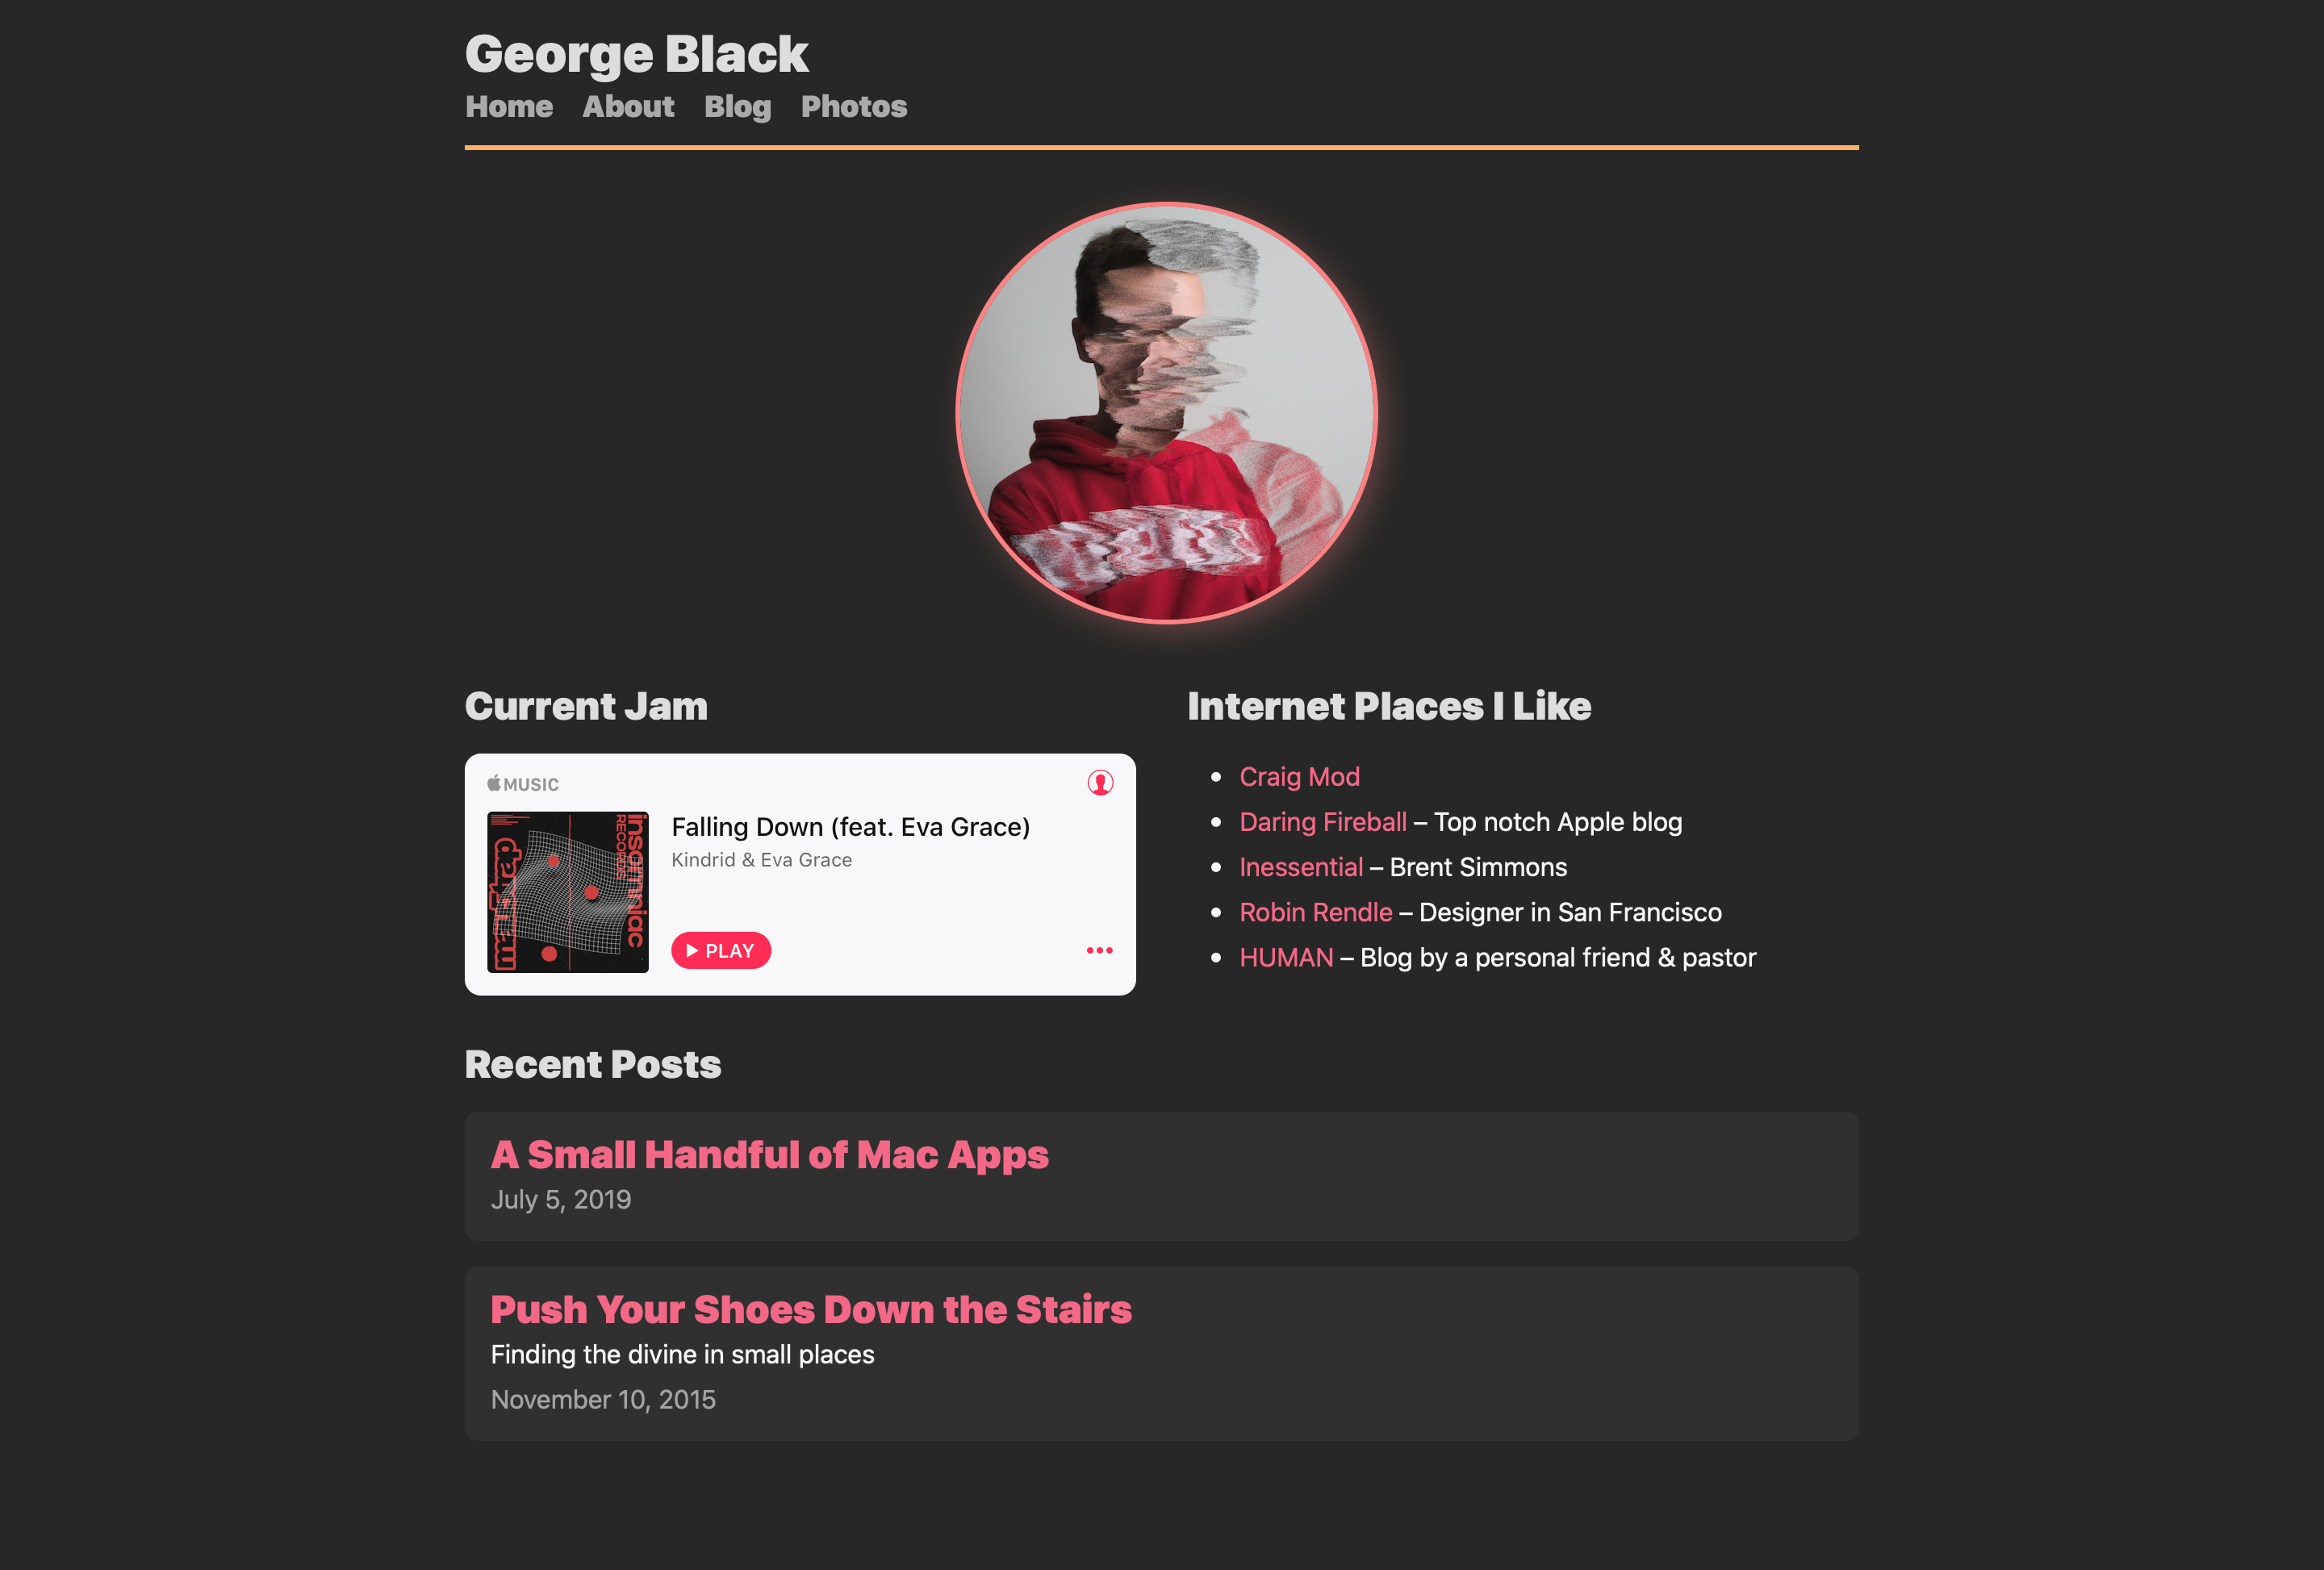 George Black
Home About Blog Photos
Current Jam
MUSIC
Falling Down (feat. Eva Grace)
Kindrid & Eva Grace
insomniac
RECORDS
PLAY
Internet Places I Like
Craig Mod
Daring Fireball – Top notch Apple blog
Inessential – Brent Simmons
Robin Rendle – Designer in San Francisco
HUMAN – Blog by a personal friend & pastor
Recent Posts
A Small Handful of Mac Apps
July 5, 2019
Push Your Shoes Down the Stairs
Finding the divine in small places
November 10, 2015